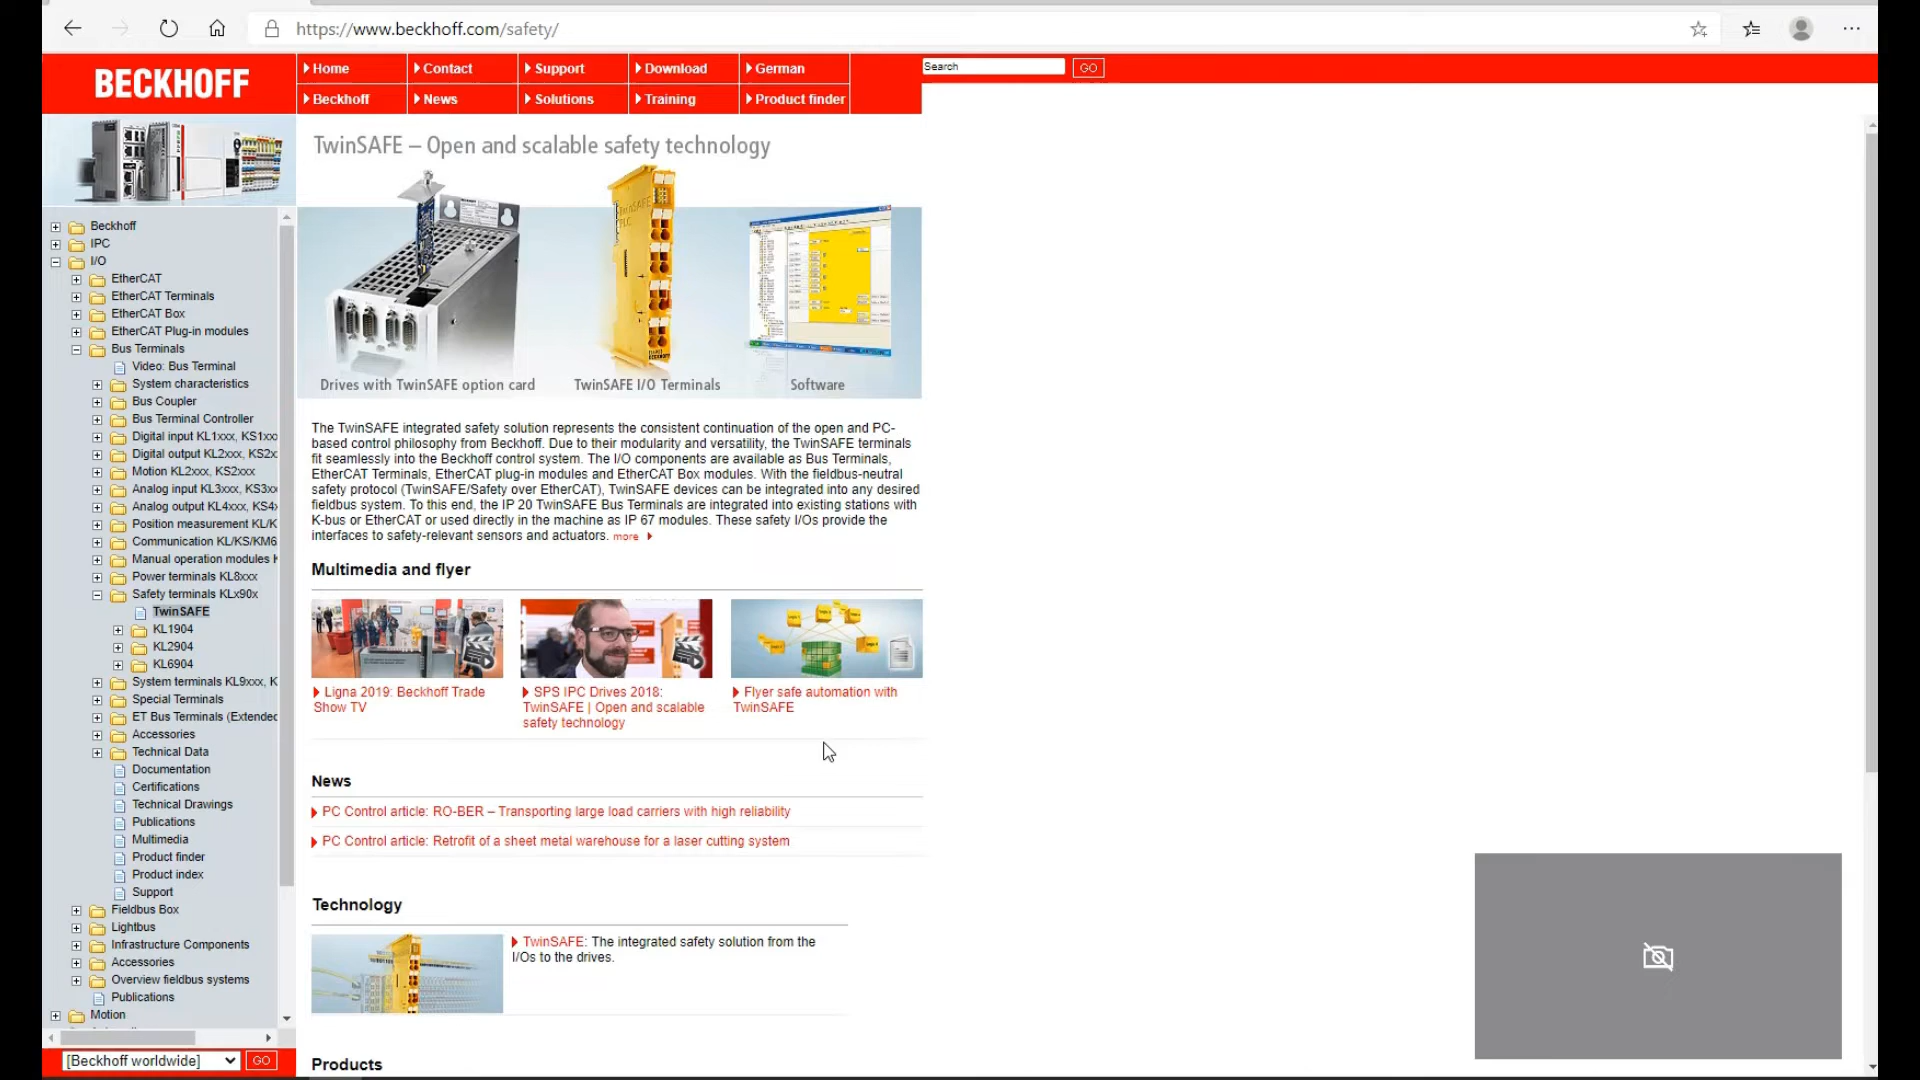 https://www.beckhoff.com/safety/
BECKHOFF
Home
Contact
Support
Download
German
Search
GO
Beckhoff
News
Solutions
Training
Product finder
TwinSAFE – Open and scalable safety technology
Drives with TwinSAFE option card
TwinSAFE I/O Terminals
Software
Beckhoff
IPC
I/O
EtherCAT
EtherCAT Terminals
EtherCAT Box
EtherCAT Plug-in modules
Bus Terminals
Video: Bus Terminal
System characteristics
Bus Coupler
Bus Terminal Controller
Digital input KL1xxx, KS1xx
Digital output KL2xxx, KS2x
Motion KL2xxx, KS2xxx
Analog input KL3xxx, KS3x
Analog output KL4xxx, KS4
Position measurement KL/K
Communication KL/KS/KM6
Manual operation modules K
Power terminals KL8xxx
Safety terminals KLx90x
TwinSAFE
KL1904
KL2904
KL6904
System terminals KL9xxx, K
Special Terminals
ET Bus Terminals (Extended
Accessories
Technical Data
Documentation
Certifications
Technical Drawings
Publications
Multimedia
Product finder
Product index
Support
Fieldbus Box
Lightbus
Infrastructure Components
Accessories
Overview fieldbus systems
Publications
Motion
[Beckhoff worldwide]
GO
The TwinSAFE integrated safety solution represents the consistent continuation of the open and PC-
based control philosophy from Beckhoff. Due to their modularity and versatility, the TwinSAFE terminals
fit seamlessly into the Beckhoff control system. The I/O components are available as Bus Terminals,
EtherCAT Terminals, EtherCAT plug-in modules and EtherCAT Box modules. With the fieldbus-neutral
safety protocol (TwinSAFE/Safety over EtherCAT), TwinSAFE devices can be integrated into any desired
fieldbus system. To this end, the IP 20 TwinSAFE Bus Terminals are integrated into existing stations with
K-bus or EtherCAT or used directly in the machine as IP 67 modules. These safety I/Os provide the
interfaces to safety-relevant sensors and actuators. more
Multimedia and flyer
Ligna 2019: Beckhoff Trade
Show TV
SPS IPC Drives 2018:
TwinSAFE | Open and scalable
safety technology
Flyer safe automation with
TwinSAFE
News
PC Control article: RO-BER – Transporting large load carriers with high reliability
PC Control article: Retrofit of a sheet metal warehouse for a laser cutting system
Technology
TwinSAFE: The integrated safety solution from the
I/Os to the drives.
Products